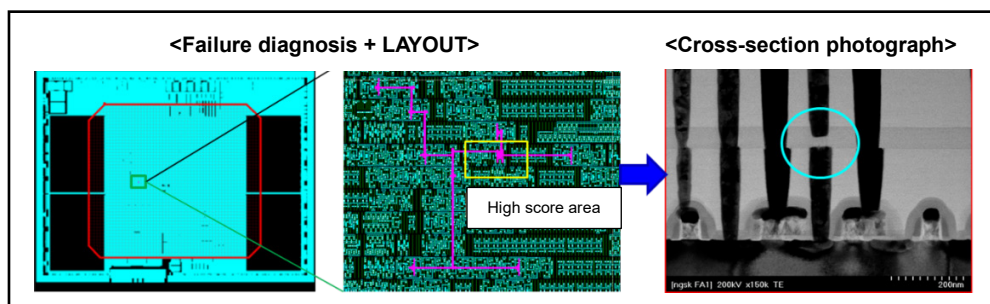 <Failure diagnosis + LAYOUT>
<Cross-section photograph>
High score area
[ngsk FA1] 200kV x150k TE
200nm